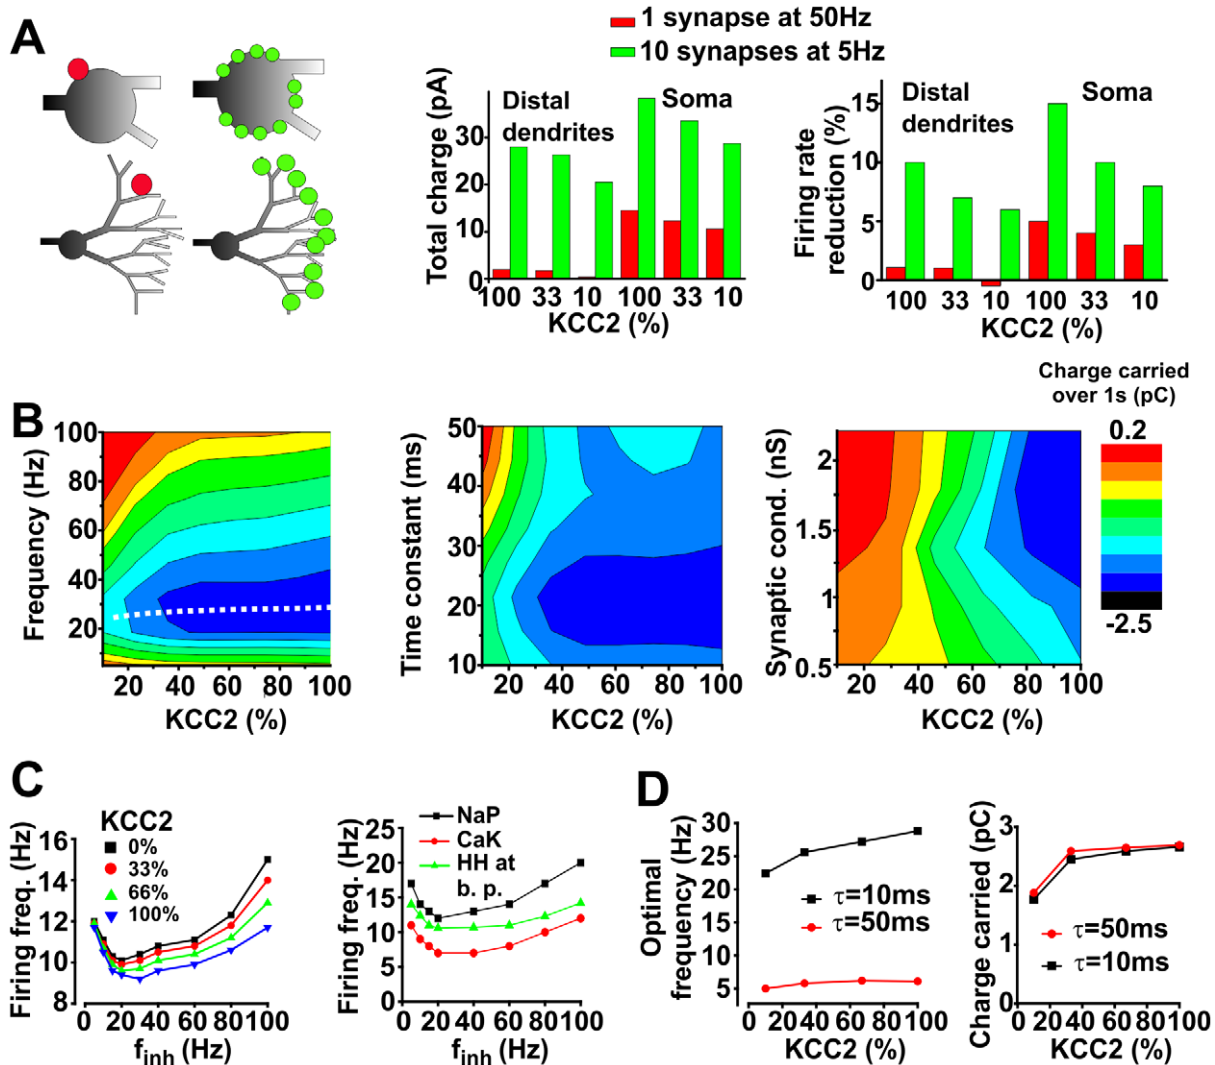 A
1 synapse at 50Hz
10 synapses at 5Hz
Total charge (pA)
30
20
10
0
Distal
dendrites
Soma
100 33 10 100 33 10
KCC2 (%)
Firing rate
reduction (%)
15
10
5
0
Distal
dendrites
Soma
100 33 10 100 33 10
KCC2 (%)
B
Frequency (Hz)
100
80
60
40
20
20 40 60 80 100
KCC2 (%)
Time constant (ms)
50
40
30
20
10
20 40 60 80 100
KCC2 (%)
Synaptic cond. (nS)
2
1.5
1
0.5
20 40 60 80 100
KCC2 (%)
Charge carried
over 1s (pC)
0.2
-2.5
C
Firing freq. (Hz)
16
14
12
10
8
KCC2
0%
33%
66%
100%
0 20 40 60 80 100
finh (Hz)
Firing freq. (Hz)
25
20
15
10
5
0
NaP
CaK
HH at
b. p.
0 20 40 60 80 100
finh (Hz)
D
Optimal
frequency (Hz)
30
25
20
15
10
5
τ=10ms
τ=50ms
0 20 40 60 80 100
KCC2 (%)
Charge carried (pC)
3
2
1
0
τ=50ms
τ=10ms
0 20 40 60 80 100
KCC2 (%)